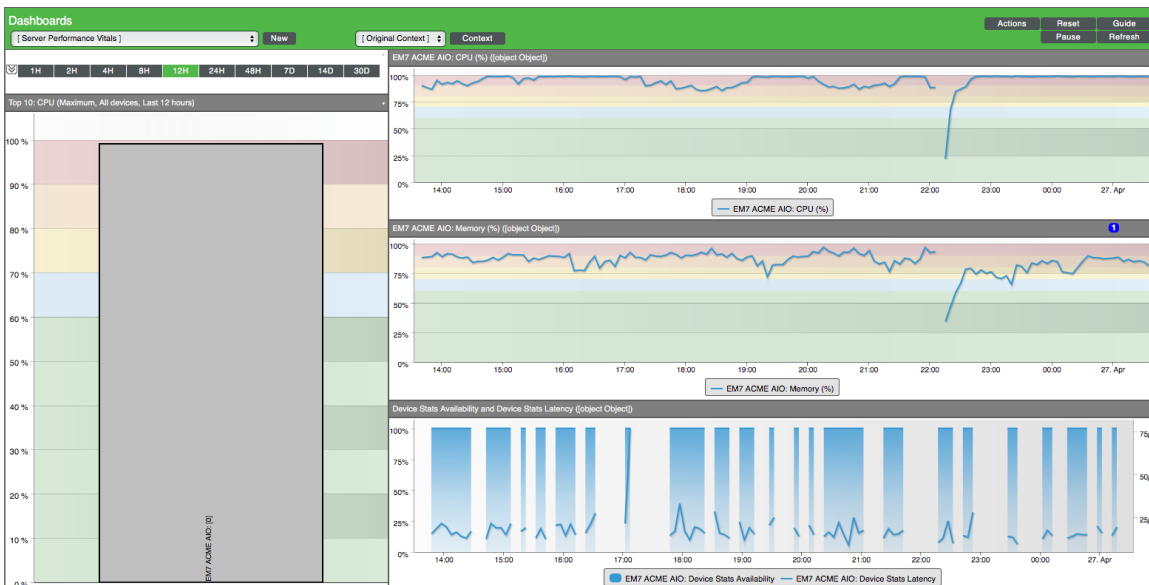 Dashboards
[ Server Performance Vitals ] New [ Original Context ] Context Actions Reset Guide
Pause Refresh
1H 2H 4H 8H 12H 24H 48H 7D 14D 30D
Top 10: CPU (Maximum, All devices, Last 12 hours)
100 %
90 %
80 %
70 %
60 %
50 %
40 %
30 %
20 %
10 %
0 %
EM7 ACME AIO: [0]
EM7 ACME AIO: CPU (%) ([object Object])
100%
75%
50%
25%
0%
14:00 15:00 16:00 17:00 18:00 19:00 20:00 21:00 22:00 23:00 00:00 27. Apr
EM7 ACME AIO: CPU (%)
EM7 ACME AIO: Memory (%) ([object Object]) 1
100%
75%
50%
25%
0%
14:00 15:00 16:00 17:00 18:00 19:00 20:00 21:00 22:00 23:00 00:00 27. Apr
EM7 ACME AIO: Memory (%)
Device Stats Availability and Device Stats Latency ([object Object])
100% 75
75%
50% 50
25% 25
0%
14:00 15:00 16:00 17:00 18:00 19:00 20:00 21:00 22:00 23:00 00:00 27. Apr
EM7 ACME AIO: Device Stats Availability EM7 ACME AIO: Device Stats Latency